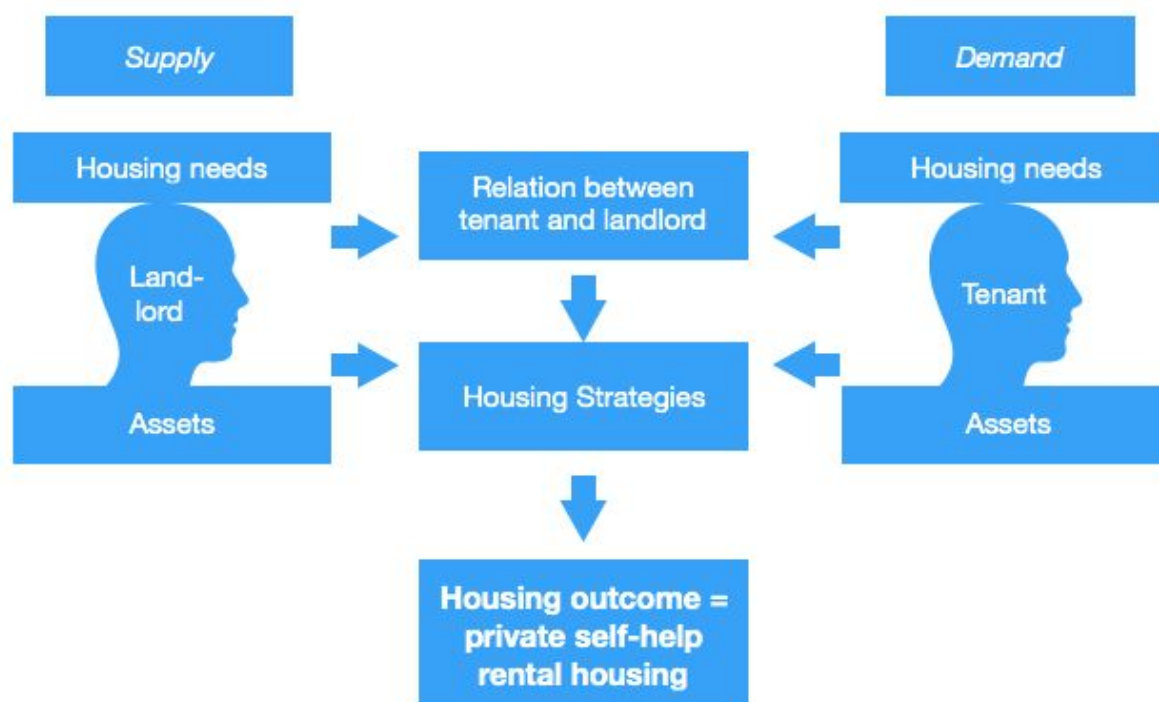 Supply
Demand
Housing needs
Housing needs
Relation between
tenant and landlord
Land-
lord
Tenant
Housing Strategies
Assets
Assets
Housing outcome =
private self-help
rental housing